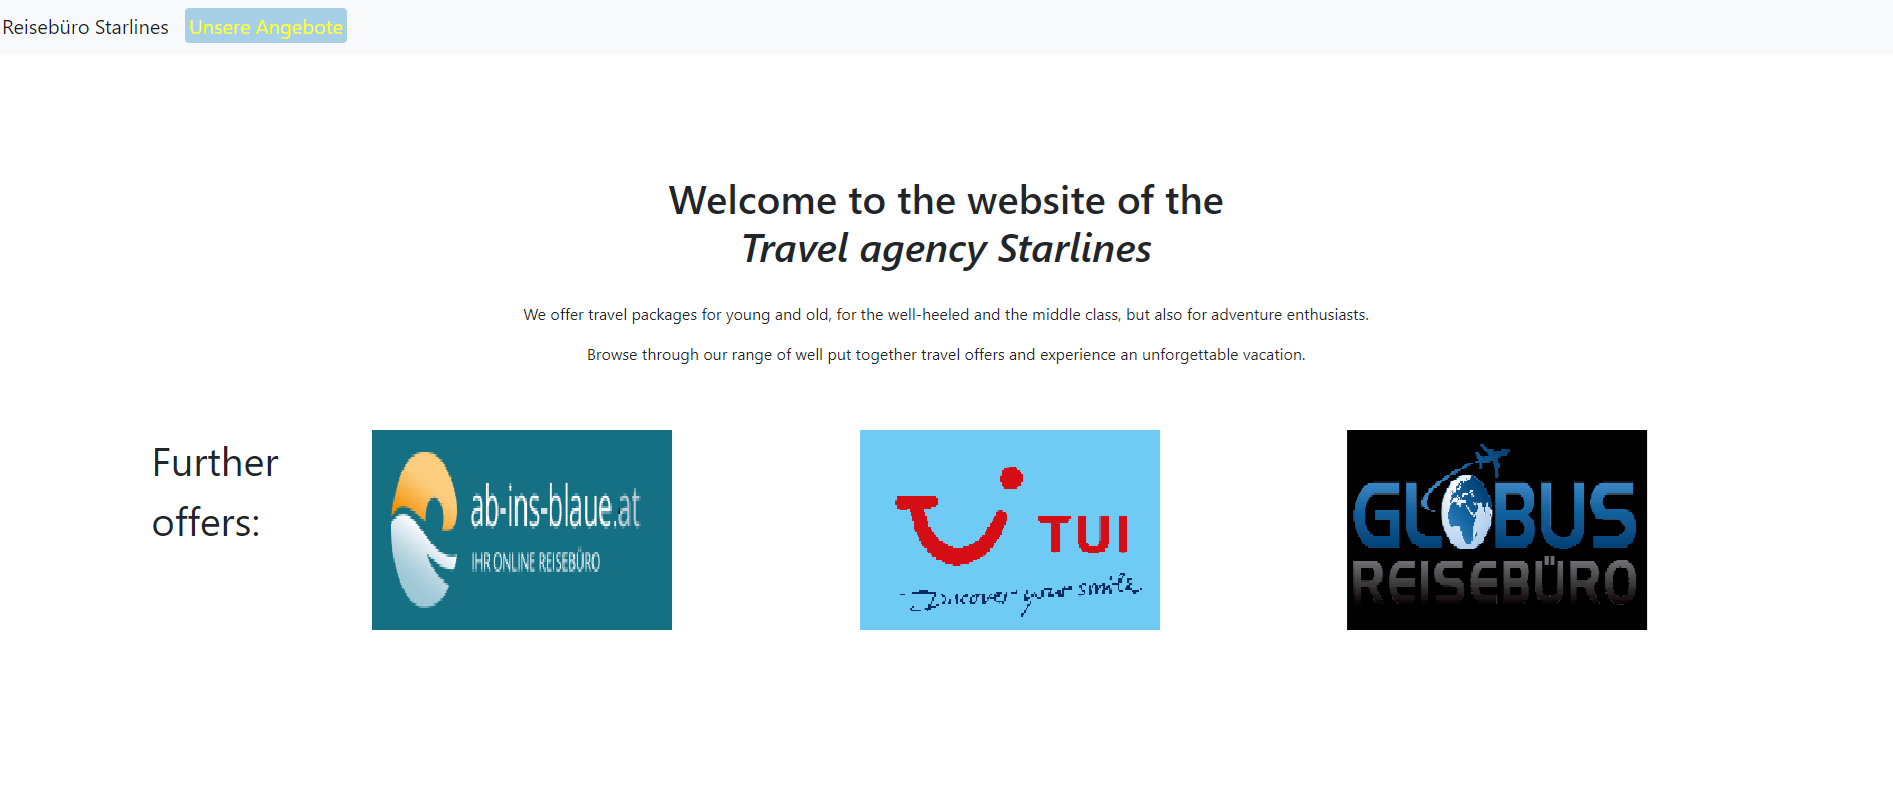 Reisebüro Starlines Unsere Angebote
Welcome to the website of the
Travel agency Starlines
We offer travel packages for young and old, for the well-heeled and the middle class, but also for adventure enthusiasts.
Browse through our range of well put together travel offers and experience an unforgettable vacation.
Further
offers:
ab-ins-blaue.at
IHR ONLINE REISEBÜRO
TUI
Discover your smile
GLOBUS
REISEBÜRO